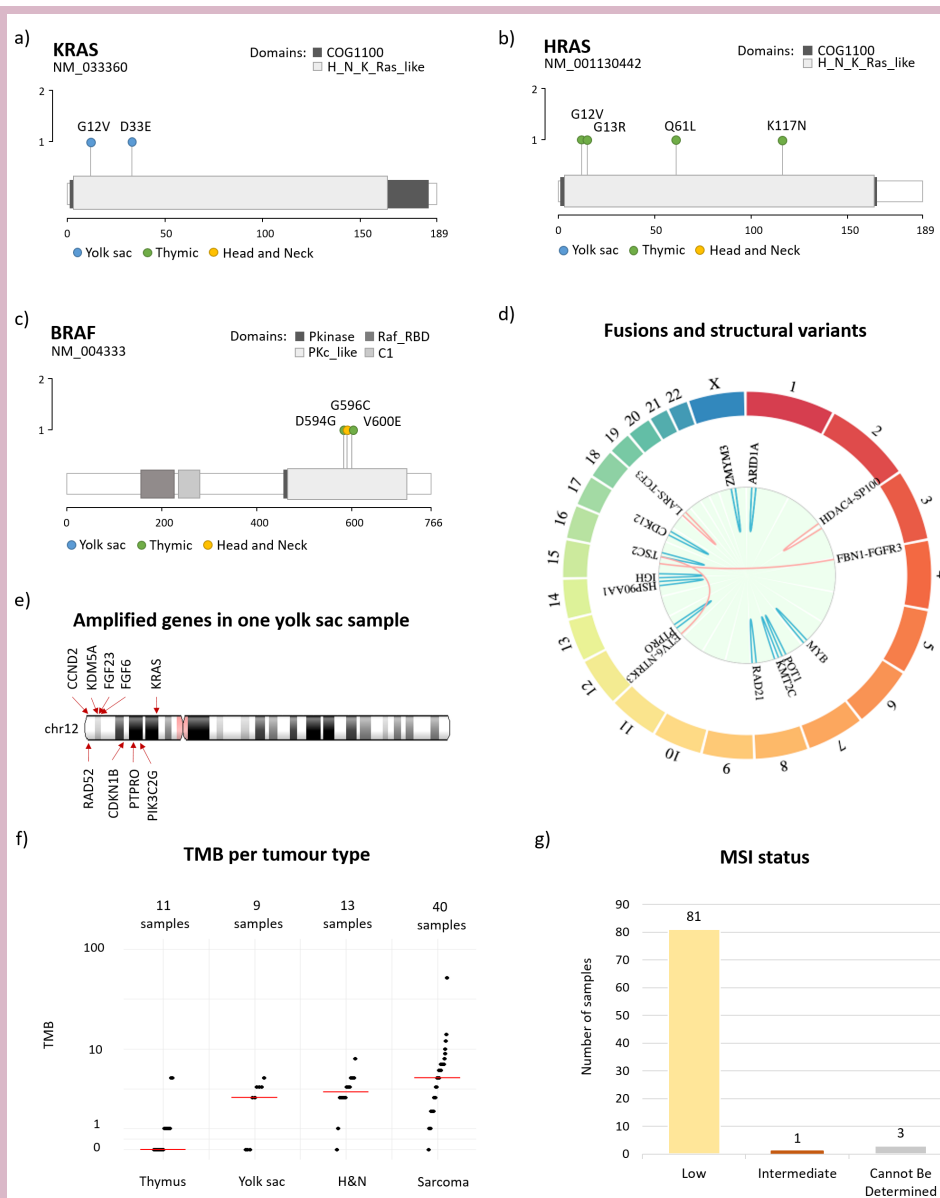 a)
KRAS
NM_033360
Domains: COG1100
H_N_K_Ras_like
2
1
G12V D33E
0 50 100 150 189
Yolk sac Thymic Head and Neck
b)
HRAS
NM_001130442
Domains: COG1100
H_N_K_Ras_like
2
1
G12V
G13R Q61L K117N
0 50 100 150 189
Yolk sac Thymic Head and Neck
c)
BRAF
NM_004333
Domains: Pkinase Raf_RBD
PKc_like C1
2
1
G596C
D594G V600E
0 200 400 600 766
Yolk sac Thymic Head and Neck
d)
Fusions and structural variants
1
2
3
4
5
6
7
8
9
10
11
12
13
14
15
16
17
18
19
20
21
22
X
ARID1A
HDAC4-SP100
FBN1-FGFR3
MYB
POT1
KMT2C
RAD21
ETV6-NTRK3
PTPRO
HSP90AA1
IGH
TSC2
CDK12
LARS-TCF3
ZMYM3
e)
Amplified genes in one yolk sac sample
CCND2
KDM5A
FGF23
FGF6
KRAS
chr12
RAD52
CDKN1B
PTPRO
PIK3C2G
f)
TMB per tumour type
11 9 13 40
samples samples samples samples
TMB
100
10
1
0
Thymus Yolk sac H&N Sarcoma
g)
MSI status
Number of samples
90
80
70
60
50
40
30
20
10
0
81
1
3
Low Intermediate Cannot Be
Determined